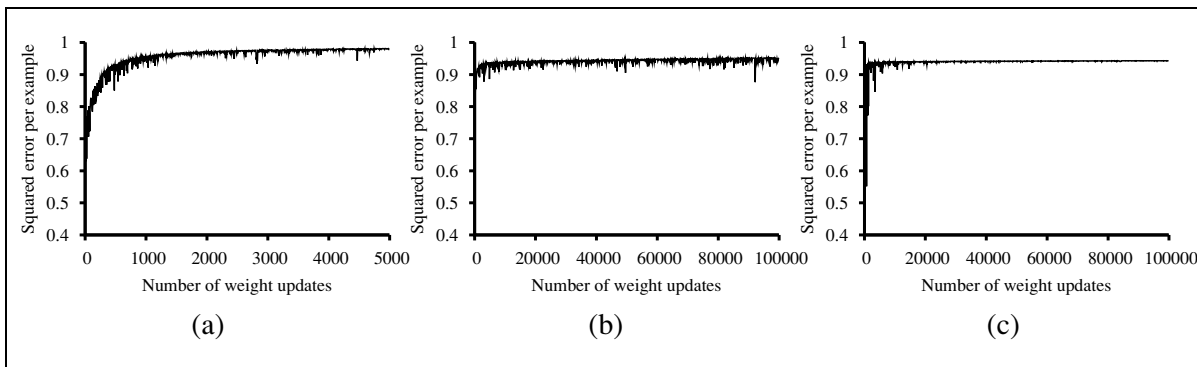 1
0.9
0.8
0.7
0.6
0.5
0.4
Squared error per example
0 1000 2000 3000 4000 5000
Number of weight updates
(a)
1
0.9
0.8
0.7
0.6
0.5
0.4
Squared error per example
0 20000 40000 60000 80000 100000
Number of weight updates
(b)
1
0.9
0.8
0.7
0.6
0.5
0.4
Squared error per example
0 20000 40000 60000 80000 100000
Number of weight updates
(c)